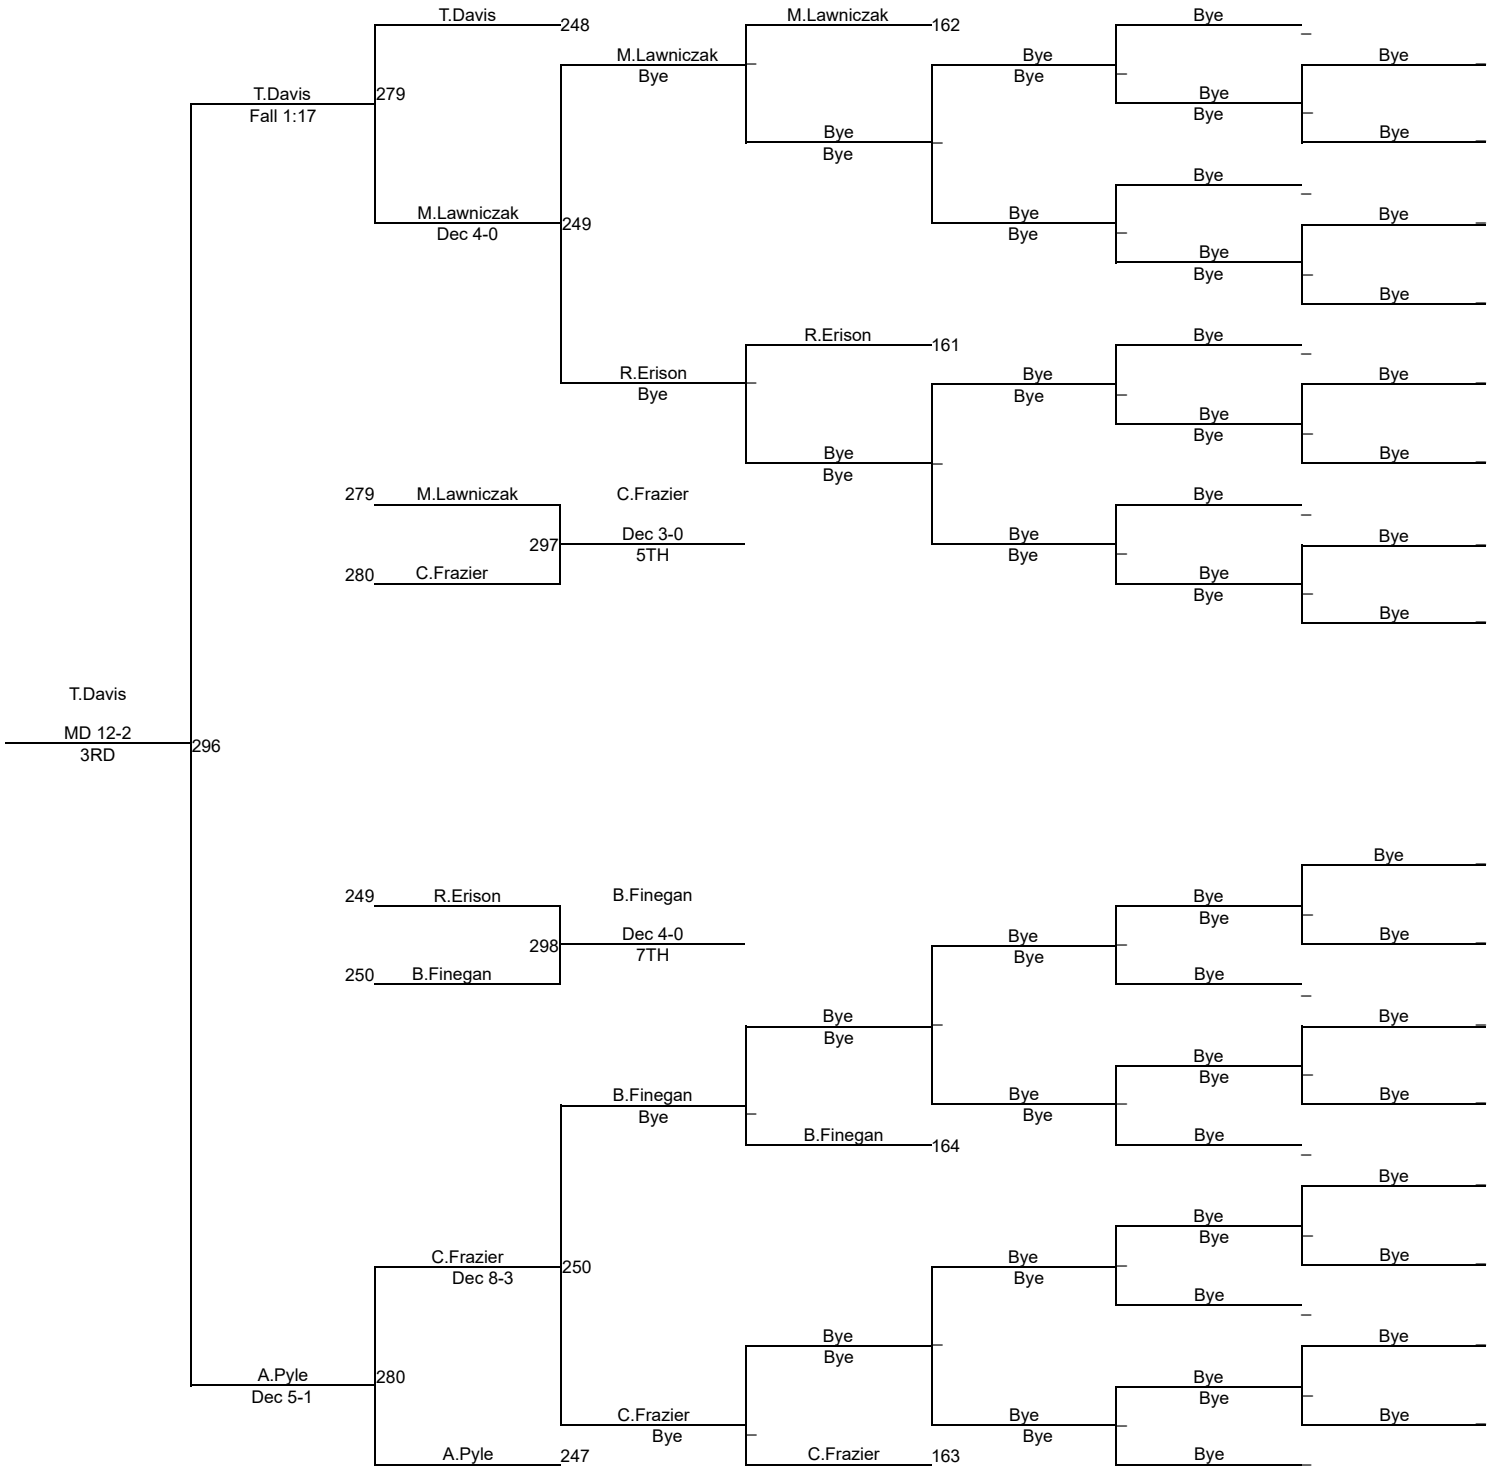 T.Davis
248
M.Lawniczak
162
Bye
M.Lawniczak
Bye
Bye
Bye
Bye
T.Davis
Fall 1:17
279
Bye
Bye
Bye
Bye
Bye
Bye
M.Lawniczak
Dec 4-0
249
Bye
Bye
Bye
Bye
Bye
Bye
R.Erison
161
Bye
R.Erison
Bye
Bye
Bye
Bye
Bye
Bye
Bye
Bye
Bye
279
M.Lawniczak
C.Frazier
Bye
297
Dec 3-0
5TH
Bye
Bye
Bye
280
C.Frazier
Bye
Bye
Bye
T.Davis
MD 12-2
3RD
296
Bye
249
R.Erison
B.Finegan
Bye
Bye
298
Dec 4-0
7TH
Bye
Bye
Bye
250
B.Finegan
Bye
Bye
Bye
Bye
Bye
Bye
B.Finegan
Bye
Bye
Bye
Bye
B.Finegan
164
Bye
Bye
Bye
Bye
C.Frazier
Dec 8-3
250
Bye
Bye
Bye
Bye
Bye
Bye
Bye
A.Pyle
Dec 5-1
280
Bye
Bye
C.Frazier
Bye
Bye
Bye
Bye
A.Pyle
247
C.Frazier
163
Bye